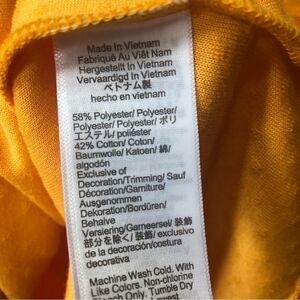 Made In Vietnam
Fabriqué Au Viêt Nam
Hergestellt In Vietnam
Vervaardigd In Vietnam
ベトナム製
hecho en vietnam
58% Polyester/ Polyester/
Polyester/ Polyester/ ポリ
エステル/ poliéster
42% Cotton/ Coton/
Baumwolle/ Katoen/ 綿/
algodón
Exclusive of
Decoration/Trimming/ Sauf
Décoration/Garniture/
Ausgenommen
Dekoration/Bordüren/
Behalve
Versiering/Garneersel/ 装飾
部分を除く/ 装飾/ exclusivo
de la decoración/costura
decorativa
Machine Wash Cold. With
Like Colors. Non-chlorin
Bleach Only. Tumble Dry